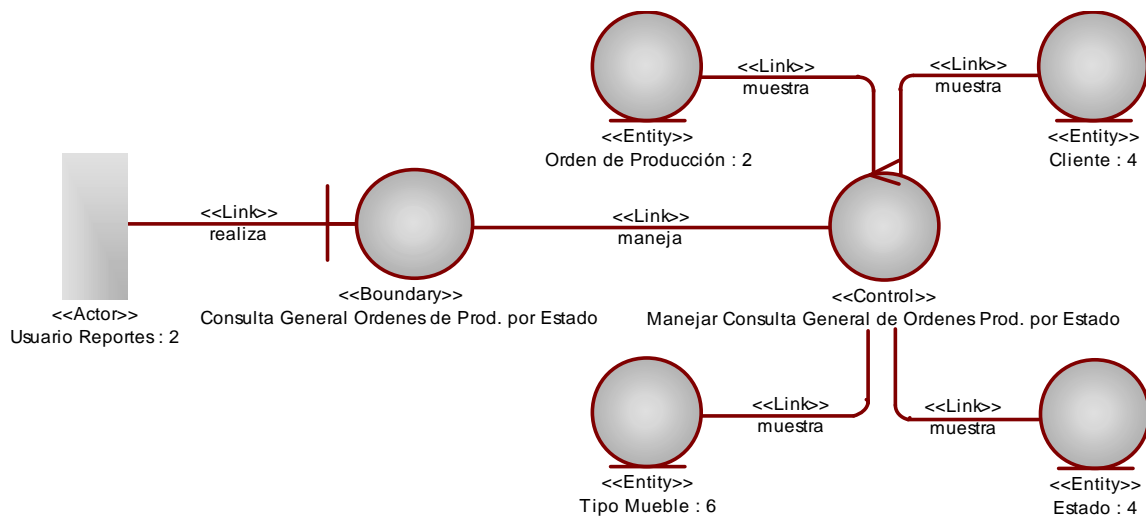 <<Link>>
muestra
<<Link>>
muestra
<<Entity>>
Orden de Producción : 2
<<Entity>>
Cliente : 4
<<Link>>
realiza
<<Link>>
maneja
<<Actor>>
Usuario Reportes : 2
<<Boundary>>
Consulta General Ordenes de Prod. por Estado
<<Control>>
Manejar Consulta General de Ordenes Prod. por Estado
<<Link>>
muestra
<<Link>>
muestra
<<Entity>>
Tipo Mueble : 6
<<Entity>>
Estado : 4